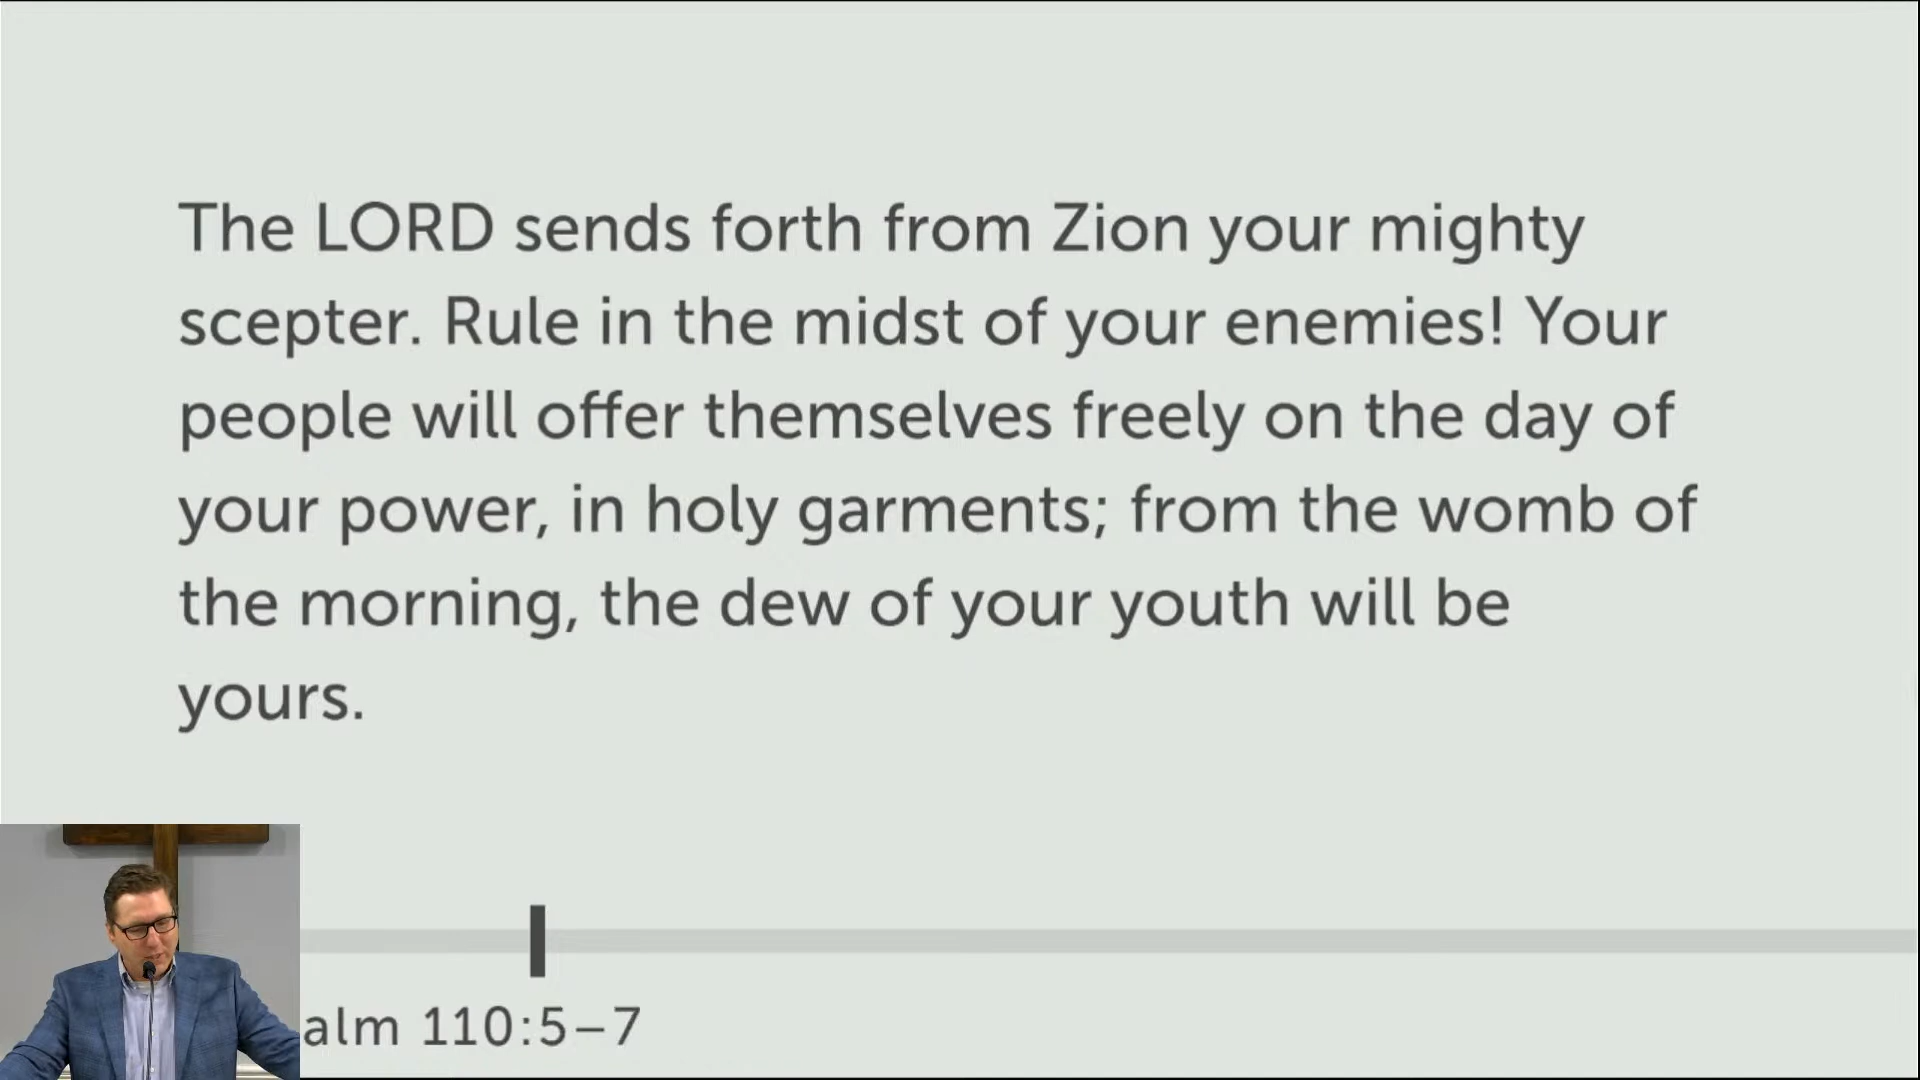 The LORD sends forth from Zion your mighty
scepter. Rule in the midst of your enemies! Your
people will offer themselves freely on the day of
your power, in holy garments; from the womb of
the morning, the dew of your youth will be
yours.
alm 110:5–7